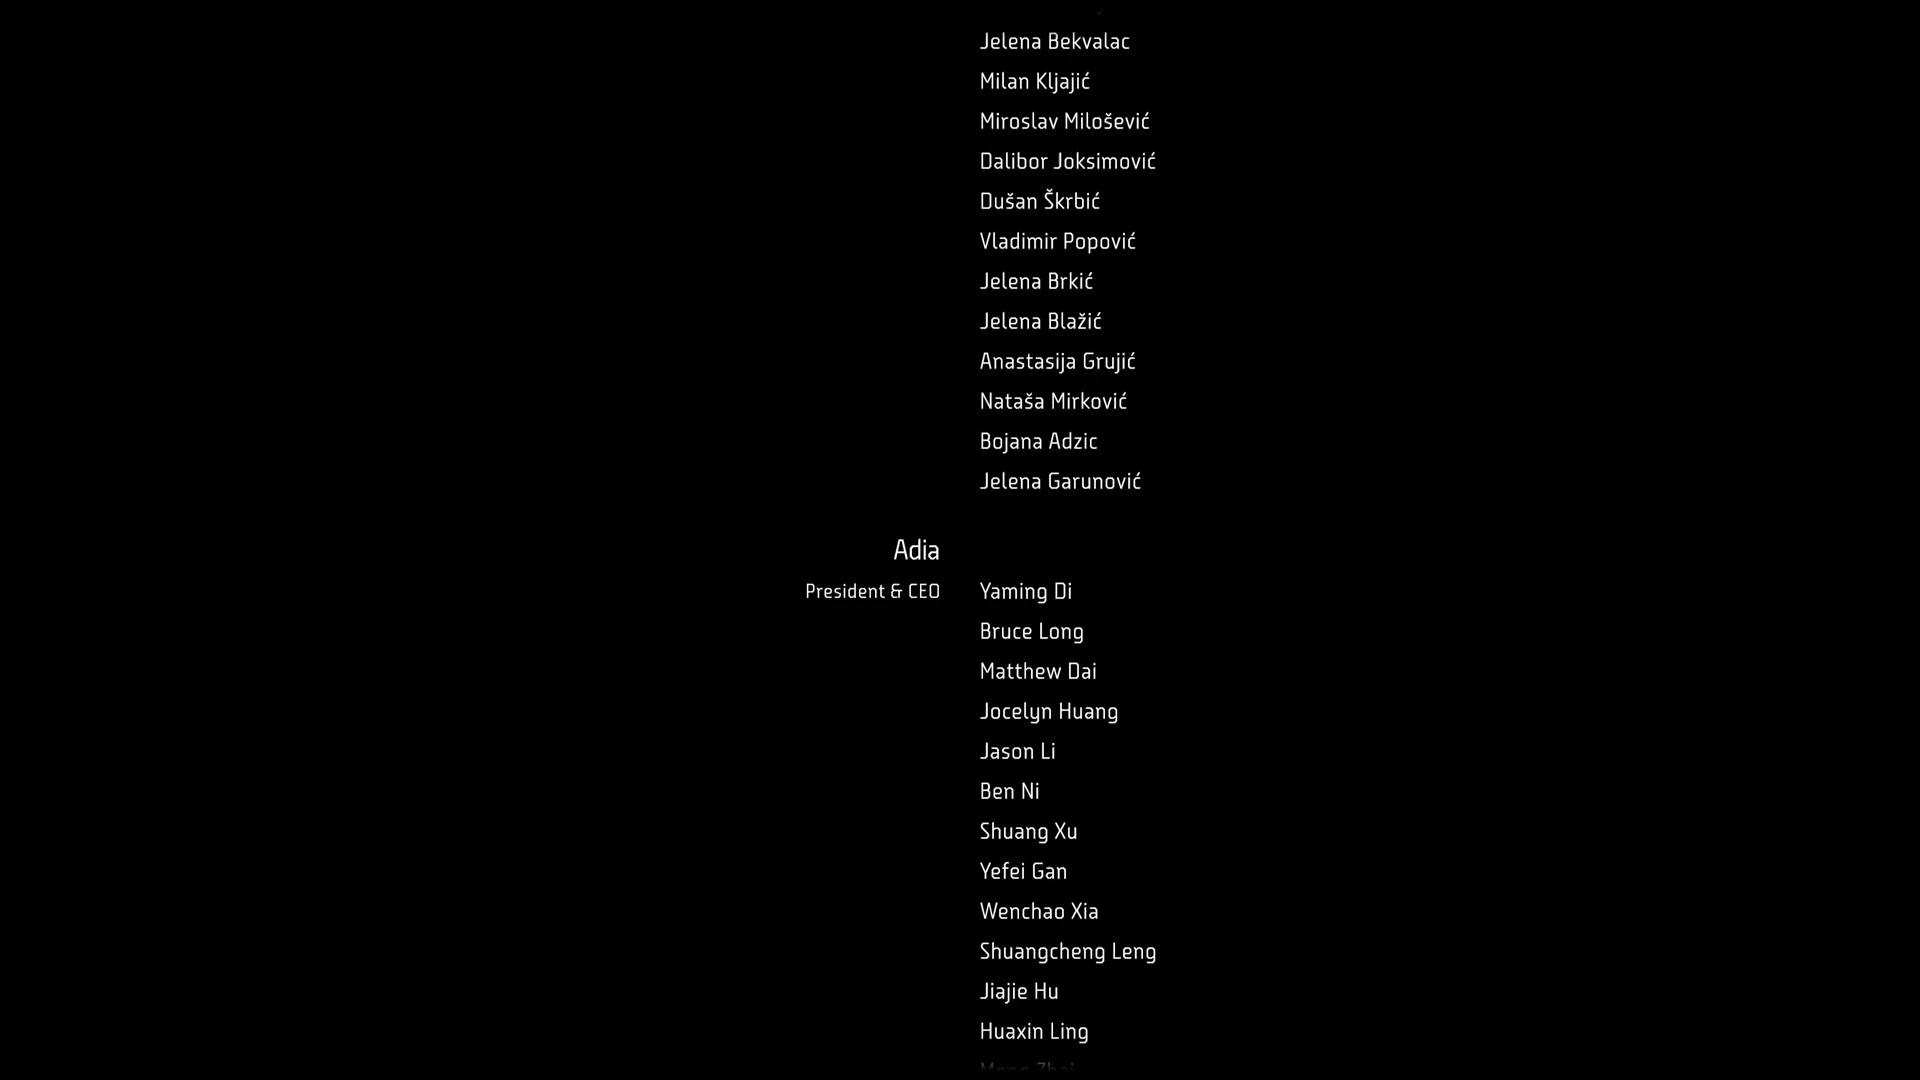 Jelena Bekvalac
Milan Kljajić
Miroslav Milošević
Dalibor Joksimović
Dušan Škrbić
Vladimir Popović
Jelena Brkić
Jelena Blažić
Anastasija Grujić
Nataša Mirković
Bojana Adzic
Jelena Garunović
Adia
President & CEO Yaming Di
Bruce Long
Matthew Dai
Jocelyn Huang
Jason Li
Ben Ni
Shuang Xu
Yefei Gan
Wenchao Xia
Shuangcheng Leng
Jiajie Hu
Huaxin Ling